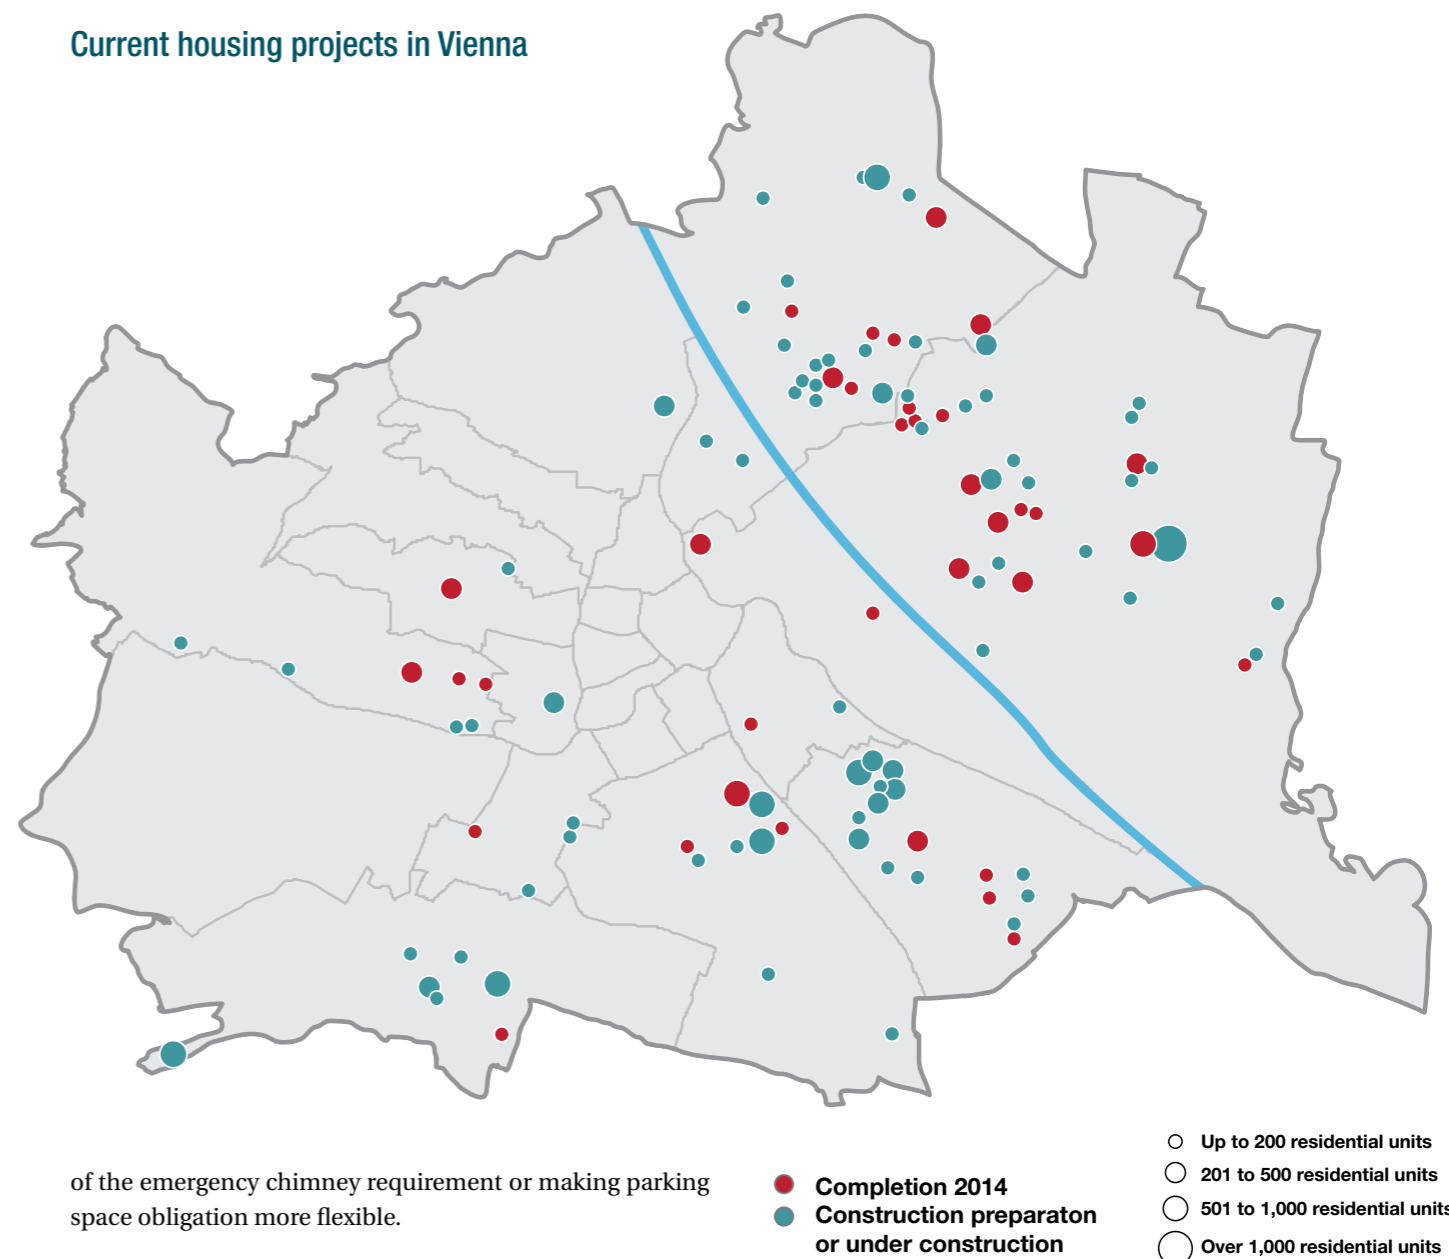 Current housing projects in Vienna
of the emergency chimney requirement or making parking
space obligation more flexible.
Completion 2014
Construction preparaton
or under construction
Up to 200 residential units
201 to 500 residential units
501 to 1,000 residential units
Over 1,000 residential units